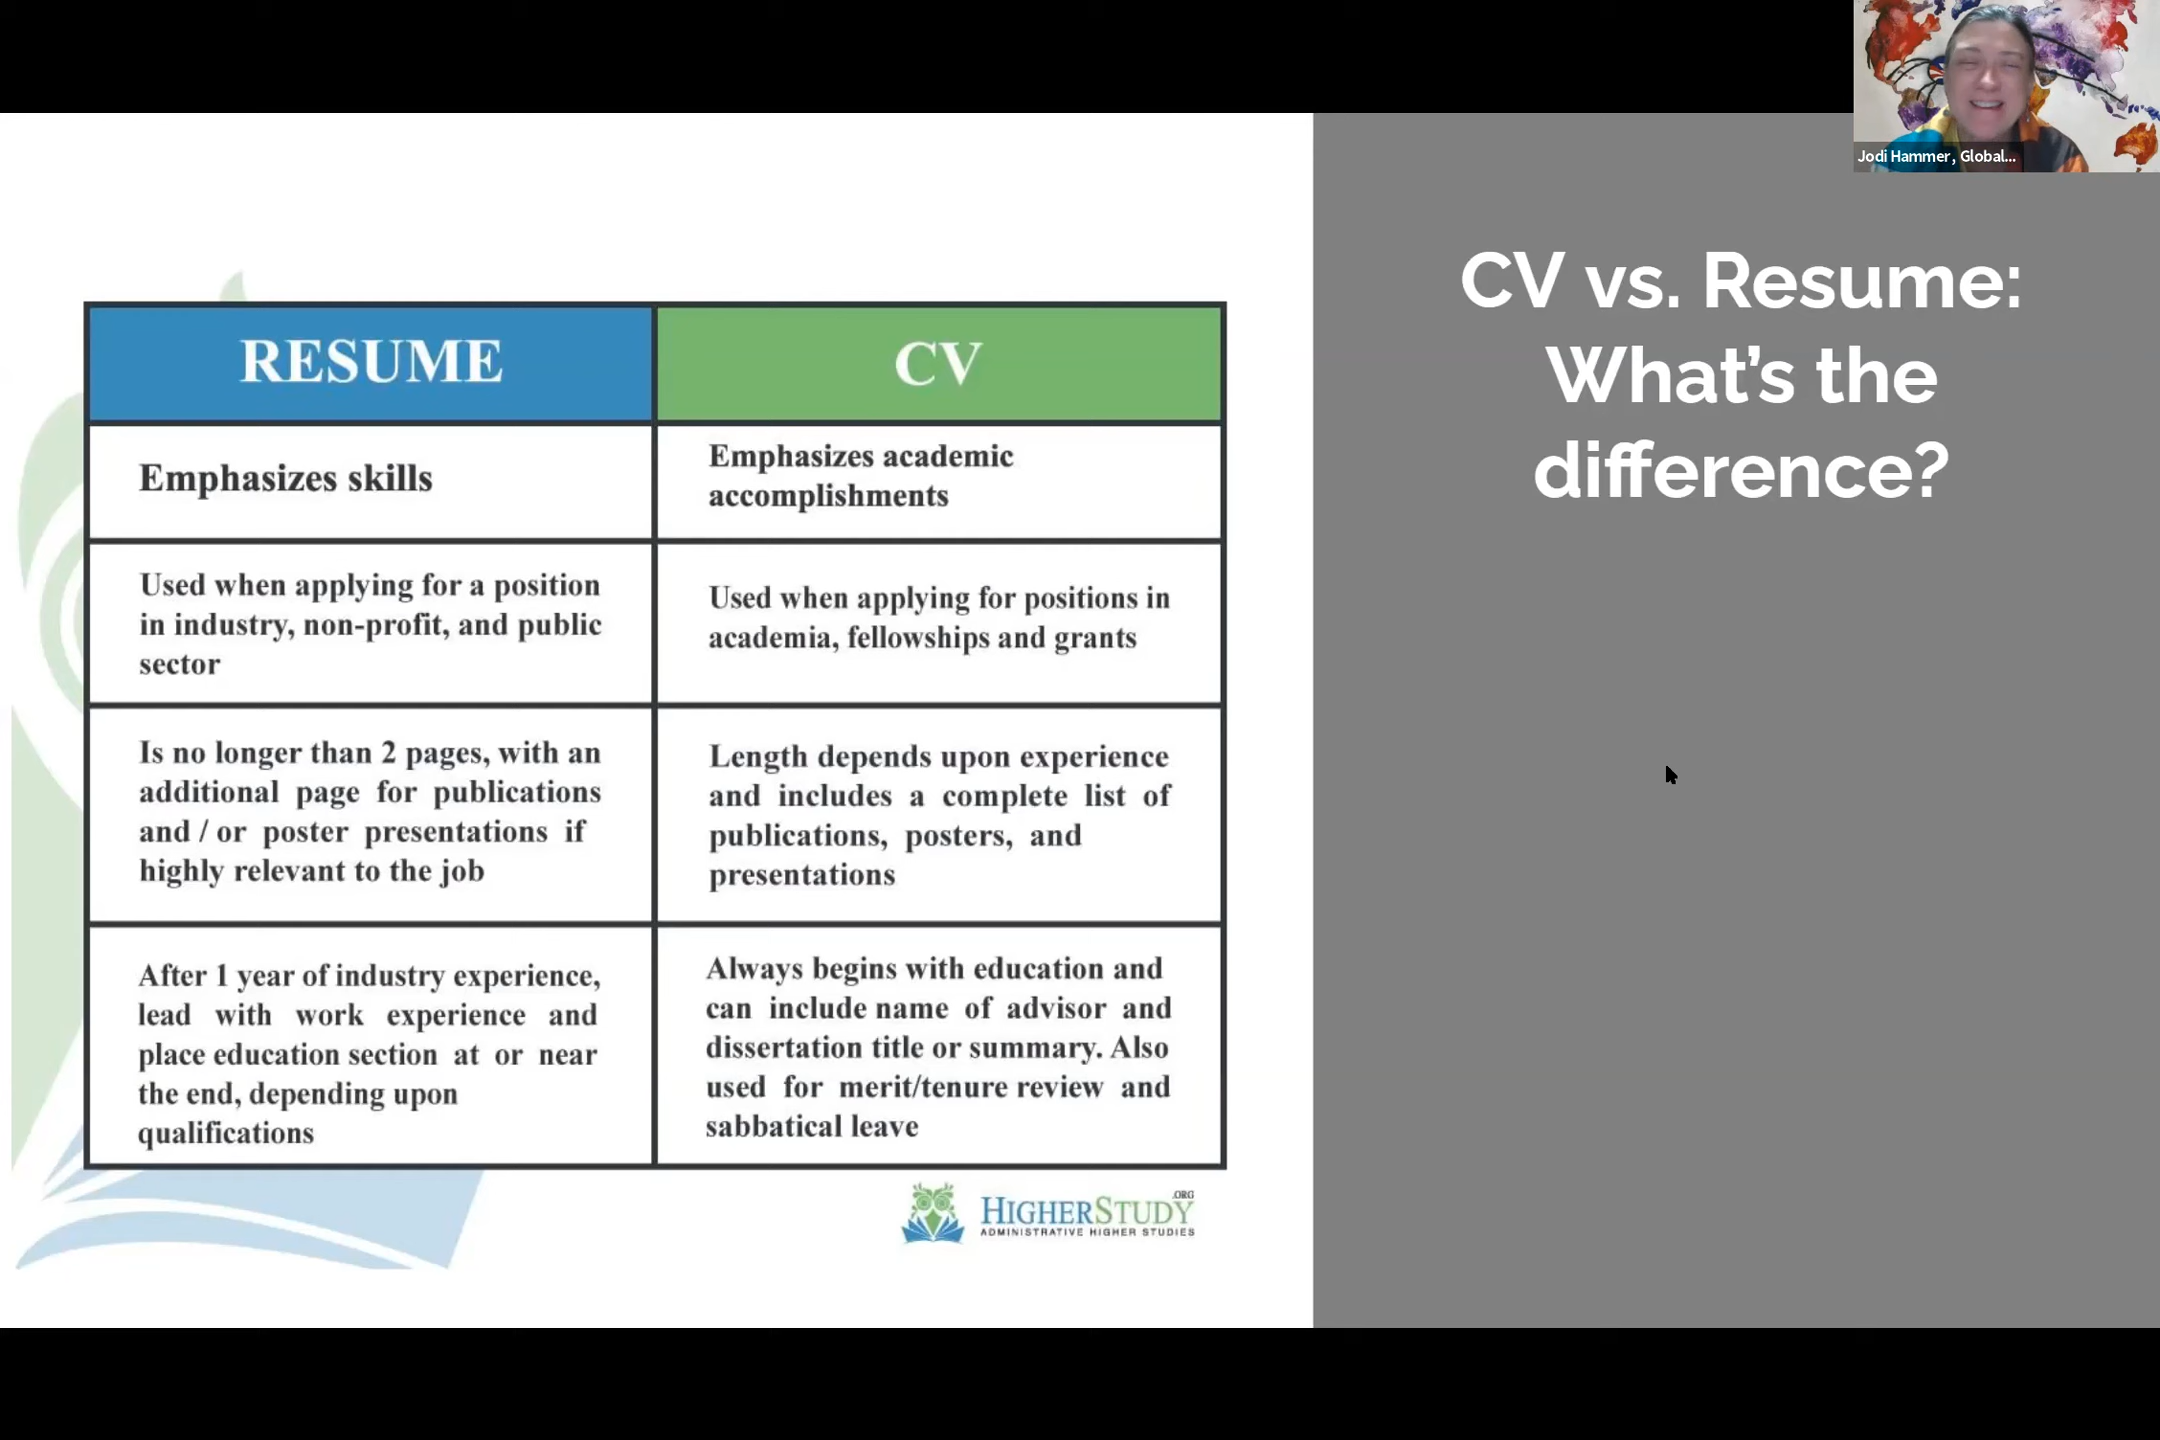 Jodi Hammer, Global...
CV vs. Resume:
What's the
difference?
RESUME
CV
Emphasizes skills
Emphasizes academic
accomplishments
Used when applying for a position
in industry, non-profit, and public
sector
Used when applying for positions in
academia, fellowships and grants
Is no longer than 2 pages, with an
additional page for publications
and / or poster presentations if
highly relevant to the job
Length depends upon experience
and includes a complete list of
publications, posters, and
presentations
After 1 year of industry experience,
lead with work experience and
place education section at or near
the end, depending upon
qualifications
Always begins with education and
can include name of advisor and
dissertation title or summary. Also
used for merit/tenure review and
sabbatical leave
HIGHERSTUDY .ORG
ADMINISTRATIVE HIGHER STUDIES